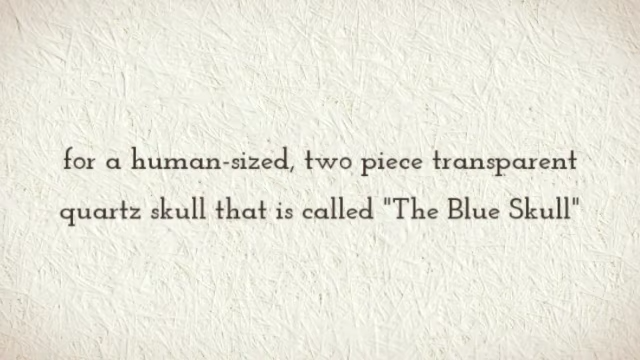 for a human-sized, two piece transparent
quartz skull that is called "The Blue Skull"